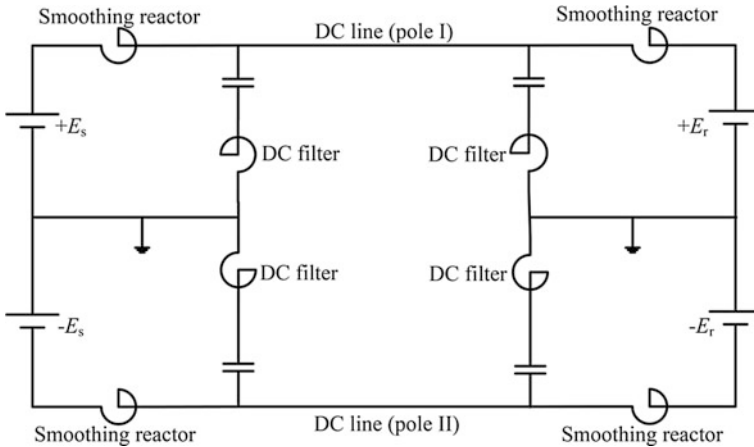 Smoothing reactor
Smoothing reactor
DC line (pole I)
+Eₛ
+Eᵣ
DC filter
DC filter
DC filter
DC filter
-Eₛ
-Eᵣ
DC line (pole II)
Smoothing reactor
Smoothing reactor